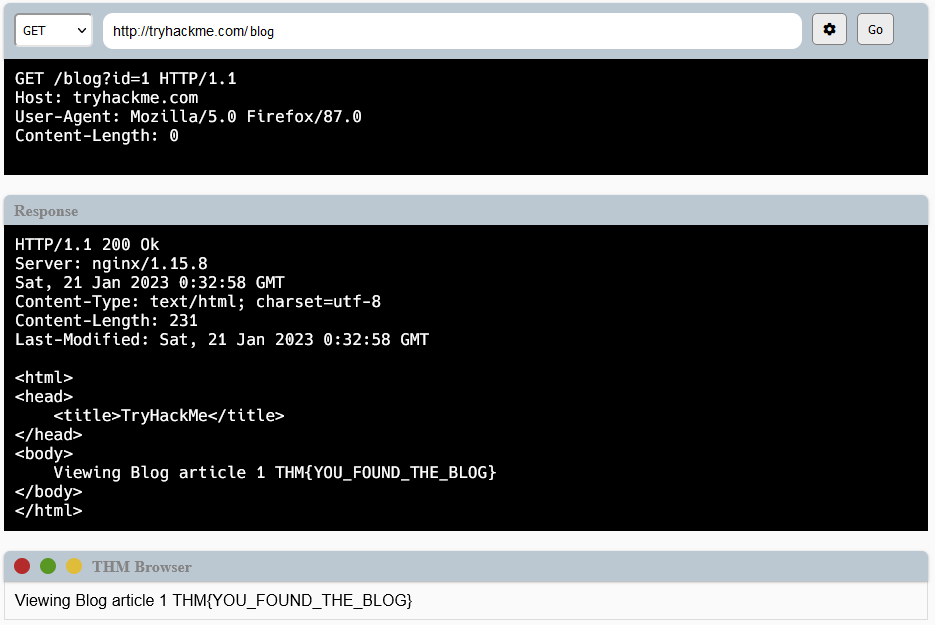 GET http://tryhackme.com/blog Go
GET /blog?id=1 HTTP/1.1
Host: tryhackme.com
User-Agent: Mozilla/5.0 Firefox/87.0
Content-Length: 0
Response
HTTP/1.1 200 Ok
Server: nginx/1.15.8
Sat, 21 Jan 2023 0:32:58 GMT
Content-Type: text/html; charset=utf-8
Content-Length: 231
Last-Modified: Sat, 21 Jan 2023 0:32:58 GMT
<html>
<head>
<title>TryHackMe</title>
</head>
<body>
Viewing Blog article 1 THM{YOU_FOUND_THE_BLOG}
</body>
</html>
THM Browser
Viewing Blog article 1 THM{YOU_FOUND_THE_BLOG}